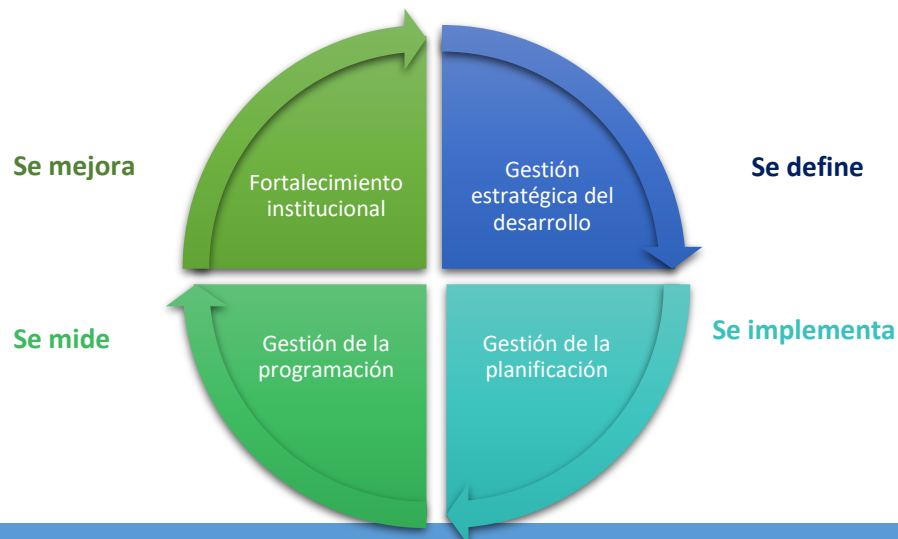 Se mejora
Fortalecimiento
institucional
Gestión
estratégica del
desarrollo
Se define
Se mide
Gestión de la
programación
Gestión de la
planificación
Se implementa